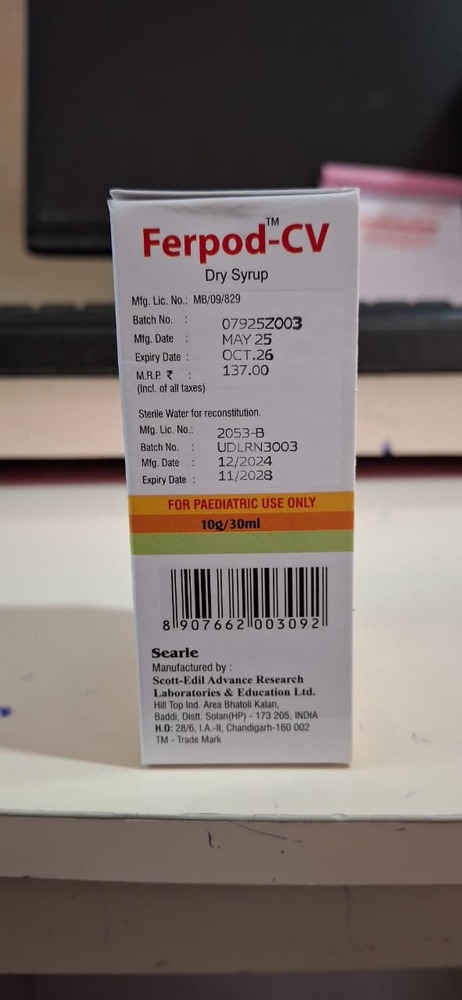 Ferpod-CV™
Dry Syrup
Mfg. Lic. No.: MB/09/829
Batch No. : 07925Z003
Mfg. Date : MAY 25
Expiry Date : OCT.26
M.R.P. ₹ : 137.00
(Incl. of all taxes)
Sterile Water for reconstitution.
Mfg. Lic. No.: 2053-B
Batch No. : UDLRN3003
Mfg. Date : 12/2024
Expiry Date : 11/2028
FOR PAEDIATRIC USE ONLY
10g/30ml
8 907662 003092
Searle
Manufactured by :
Scott-Edil Advance Research
Laboratories & Education Ltd.
Hill Top Ind. Area Bhatoli Kalan,
Baddi, Distt. Solan(HP) - 173 205, INDIA
H.O: 28/6, I.A.-II, Chandigarh-160 002
TM - Trade Mark